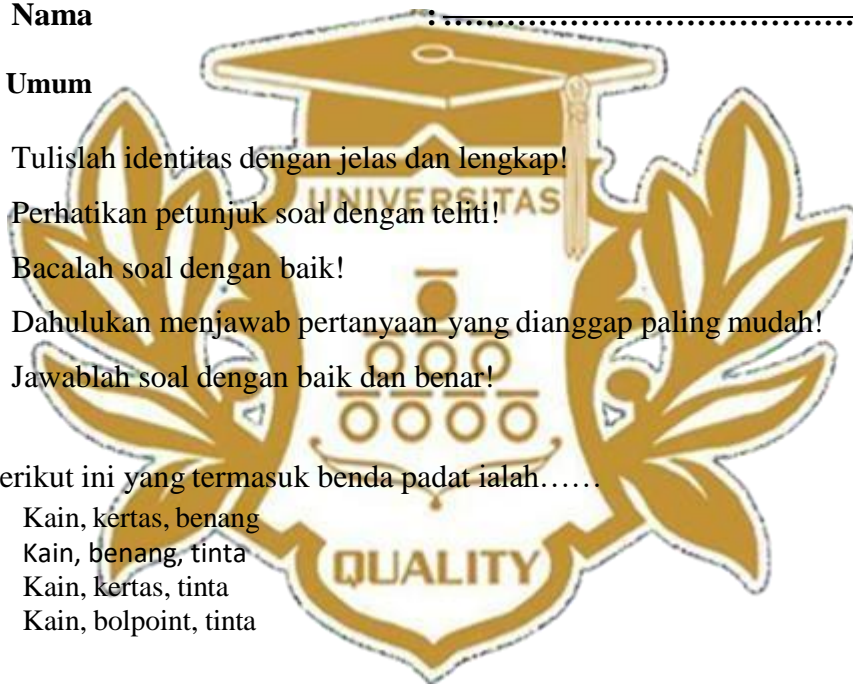 Nama : ................................................
Umum
Tulislah identitas dengan jelas dan lengkap!
UNIVERSITAS
Perhatikan petunjuk soal dengan teliti!
Bacalah soal dengan baik!
Dahulukan menjawab pertanyaan yang dianggap paling mudah!
Jawablah soal dengan baik dan benar!
erikut ini yang termasuk benda padat ialah……
Kain, kertas, benang
Kain, benang, tinta
Kain, kertas, tinta
Kain, bolpoint, tinta
QUALITY